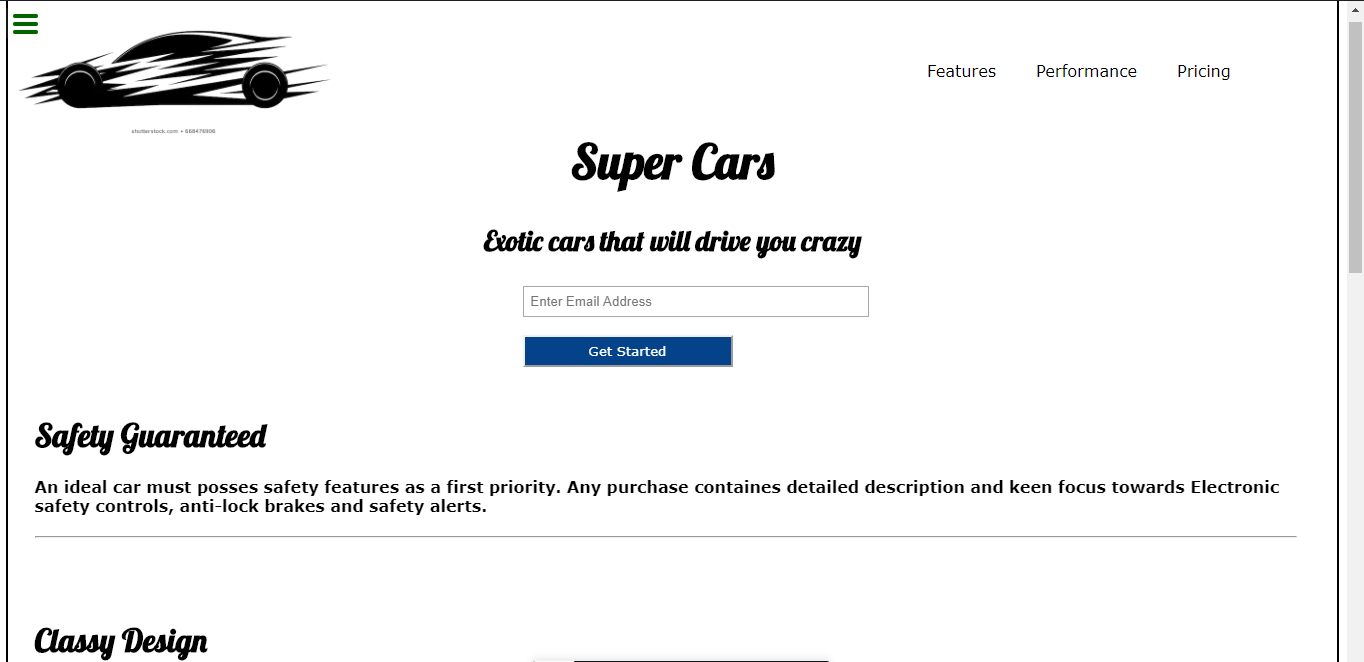 Features Performance Pricing
shutterstock.com • 668476906
Super Cars
Exotic cars that will drive you crazy
Enter Email Address
Get Started
Safety Guaranteed
An ideal car must posses safety features as a first priority. Any purchase containes detailed description and keen focus towards Electronic
safety controls, anti-lock brakes and safety alerts.
Classy Design